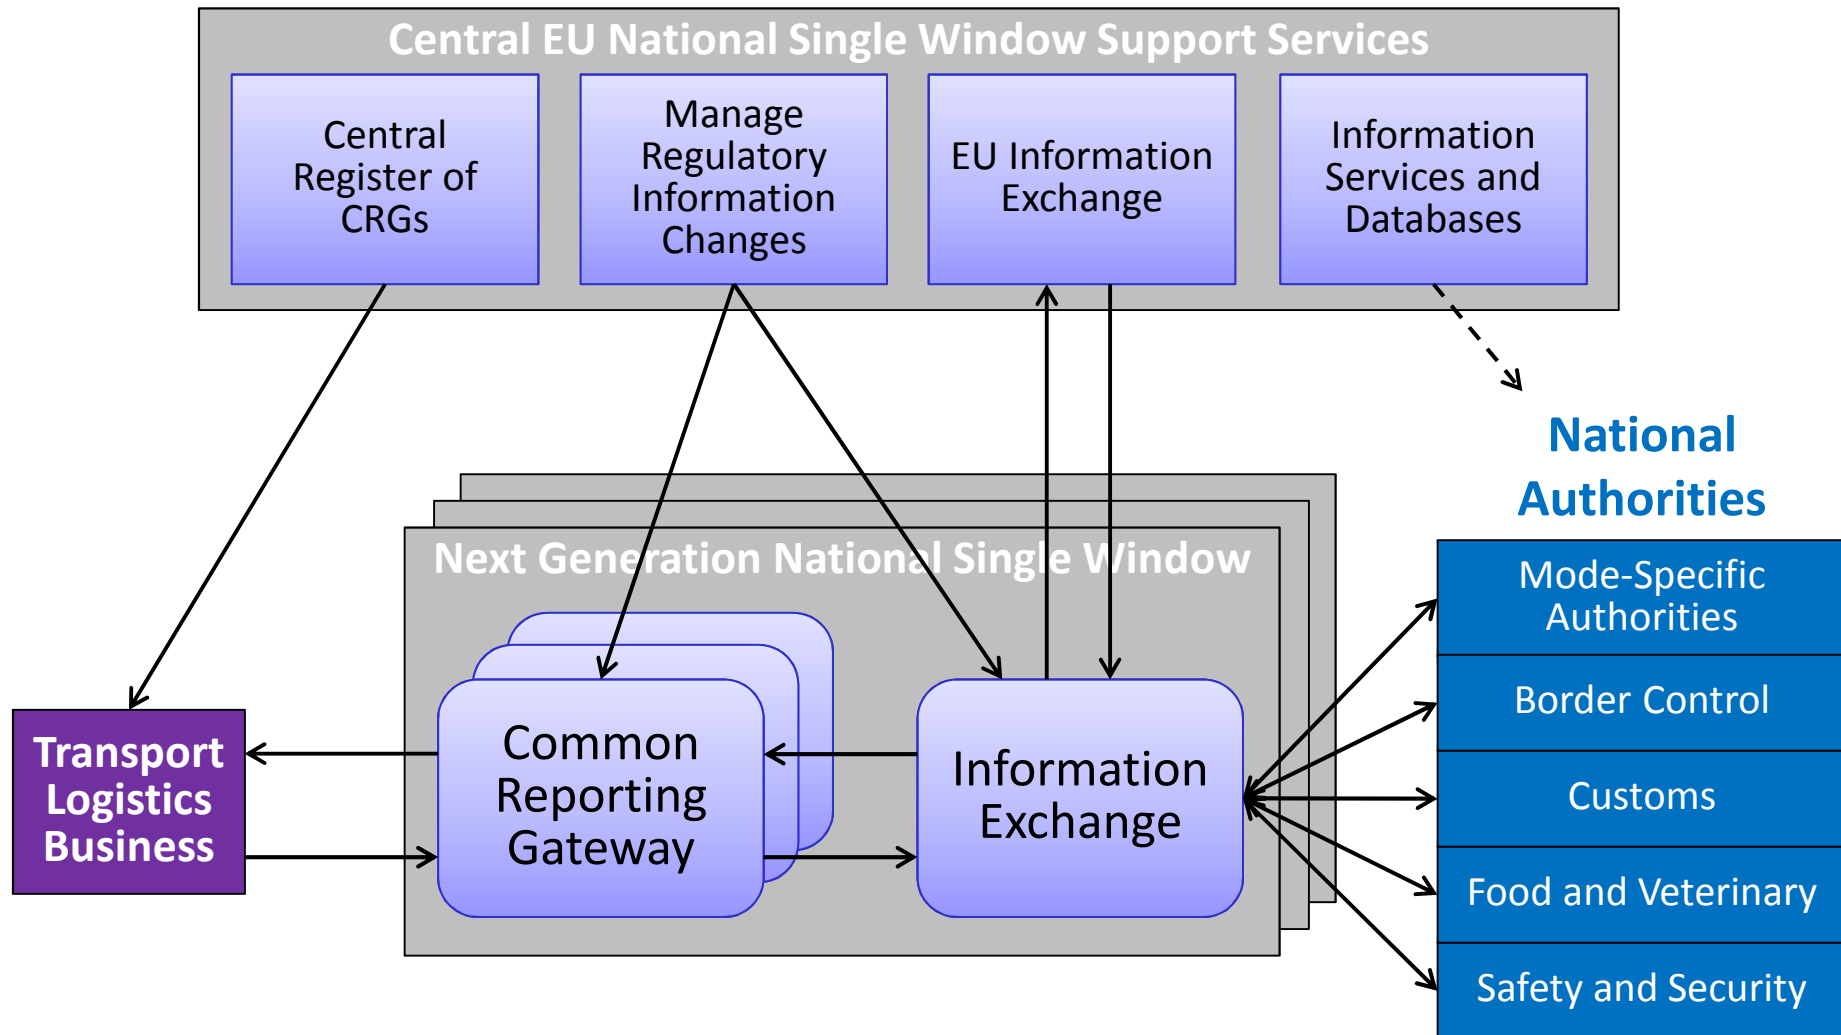 Central EU National Single Window Support Services
Central
Register of
CRGs
Manage
Regulatory
Information
Changes
EU Information
Exchange
Information
Services and
Databases
National
Authorities
Next Generation National Single Window
Mode-Specific
Authorities
Border Control
Customs
Food and Veterinary
Safety and Security
Transport
Logistics
Business
Common
Reporting
Gateway
Information
Exchange